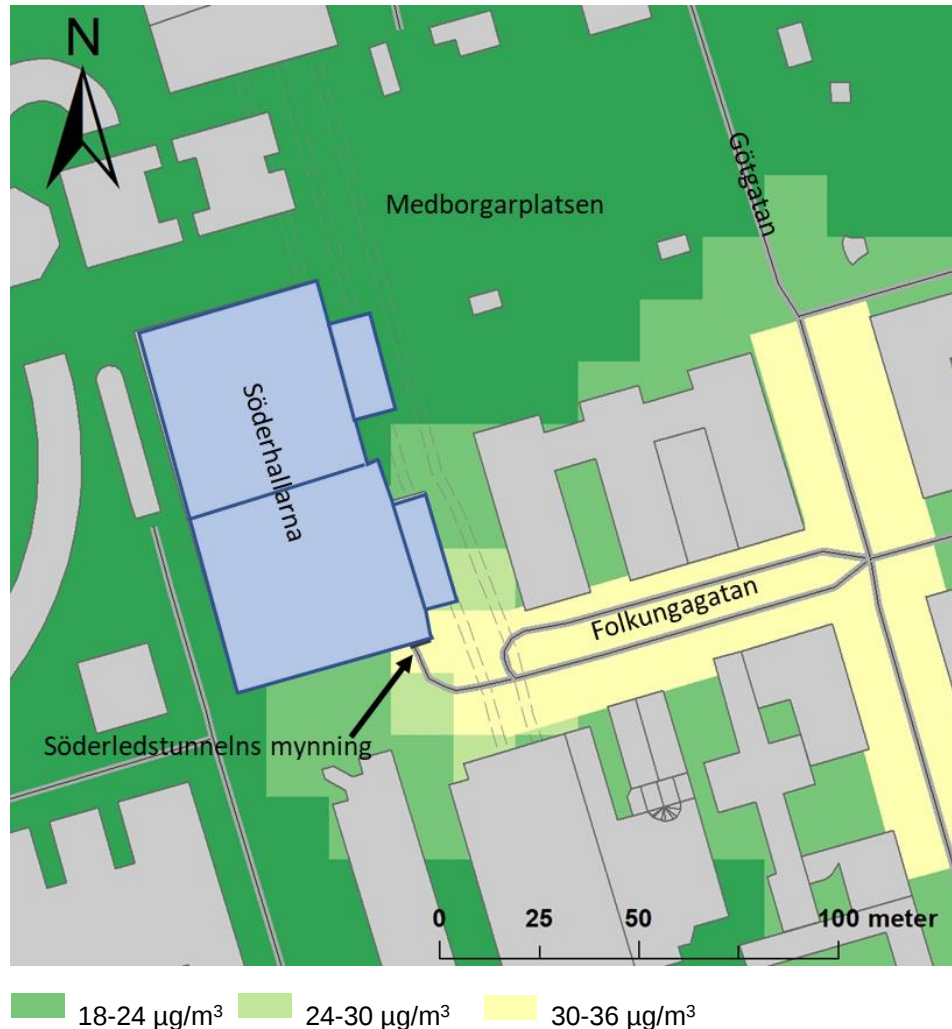 N
Götgatan
Medborgarplatsen
Söderhallarna
Folkungagatan
Söderledstunnelns mynning
0 25 50 100 meter
18-24 µg/m³ 24-30 µg/m³ 30-36 µg/m³